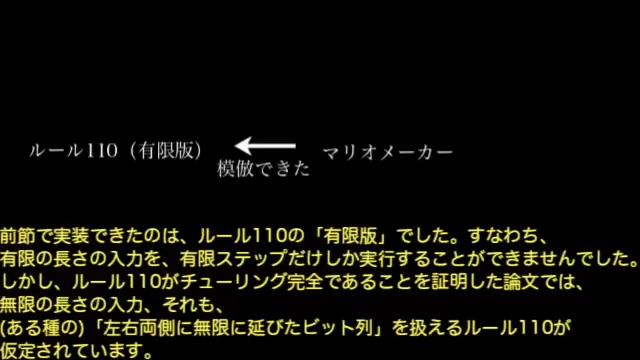 ルール110（有限版）
模倣できた
マリオメーカー
前節で実装できたのは、ルール110の「有限版」でした。すなわち、
有限の長さの入力を、有限ステップだけしか実行することができませんでした。
しかし、ルール110がチューリング完全であることを証明した論文では、
無限の長さの入力、それも、
(ある種の)「左右両側に無限に延びたビット列」を扱えるルール110が
仮定されています。